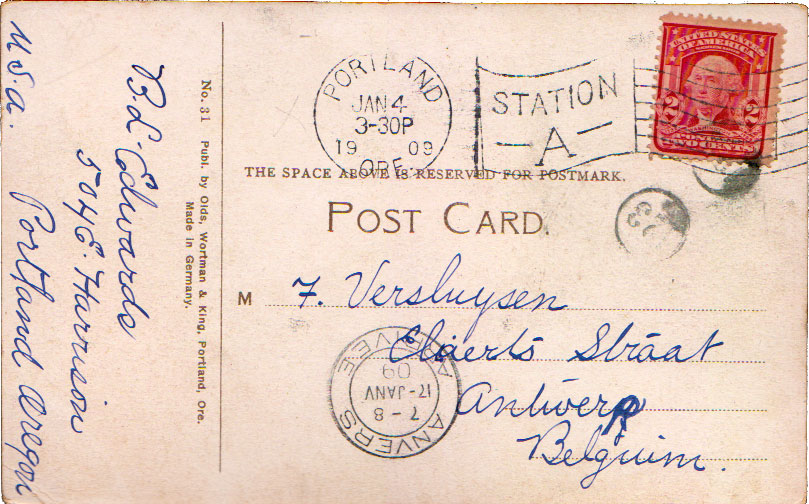 U.S.A.
B.L. Edwards
504 E. Harrison
Portland Oregon
No. 31 Publ. by Olds, Wortman & King, Portland, Ore.
Made in Germany.
PORTLAND
JAN 4
3-30P
19 09
ORE.
STATION
A
UNITED STATES
OF AMERICA
2 2
TWO CENTS
THE SPACE ABOVE IS RESERVED FOR POSTMARK.
POST CARD.
M F. Versluysen
Claerts Straat
Antwerp
Belguim.
ANVERS
7-8
17-JANV
09
ARRIVEE